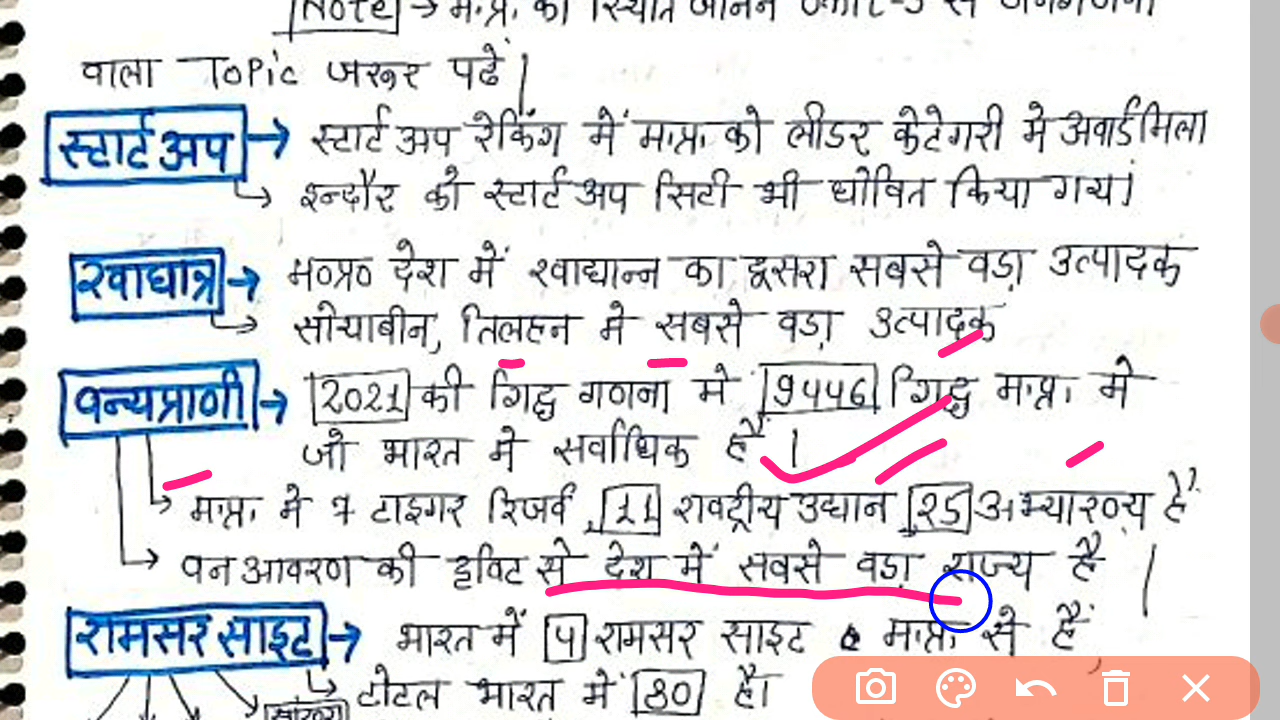 Note → म.प्र. की स्थिति जानने
वाला Topic जरूर पढें।
स्टार्ट अप → स्टार्ट अप रेकिंग में म.प्र. को लीडर केटेगरी मे अवार्ड मिला
इन्दौर को स्टार्ट अप सिटी भी घोषित किया गया।
खाद्यान्न → म०प्र० देश में खाद्यान्न का दूसरा सबसे बड़ा उत्पादक
सोयाबीन, तिलहन मे सबसे बड़ा उत्पादक
वन्यप्राणी → 2021 की गिद्ध गणना मे 9446 गिद्ध म.प्र. मे
जो भारत मे सर्वाधिक हैं।
म.प्र. मे 7 टाइगर रिजर्व, 11 राष्ट्रीय उद्यान 25 अभ्यारण्य हैं
वन आवरण की दृष्टि से देश में सबसे बड़ा राज्य है।
रामसर साइट → भारत में 4 रामसर साइट म.प्र. से हैं,
टोटल भारत में 80 है।